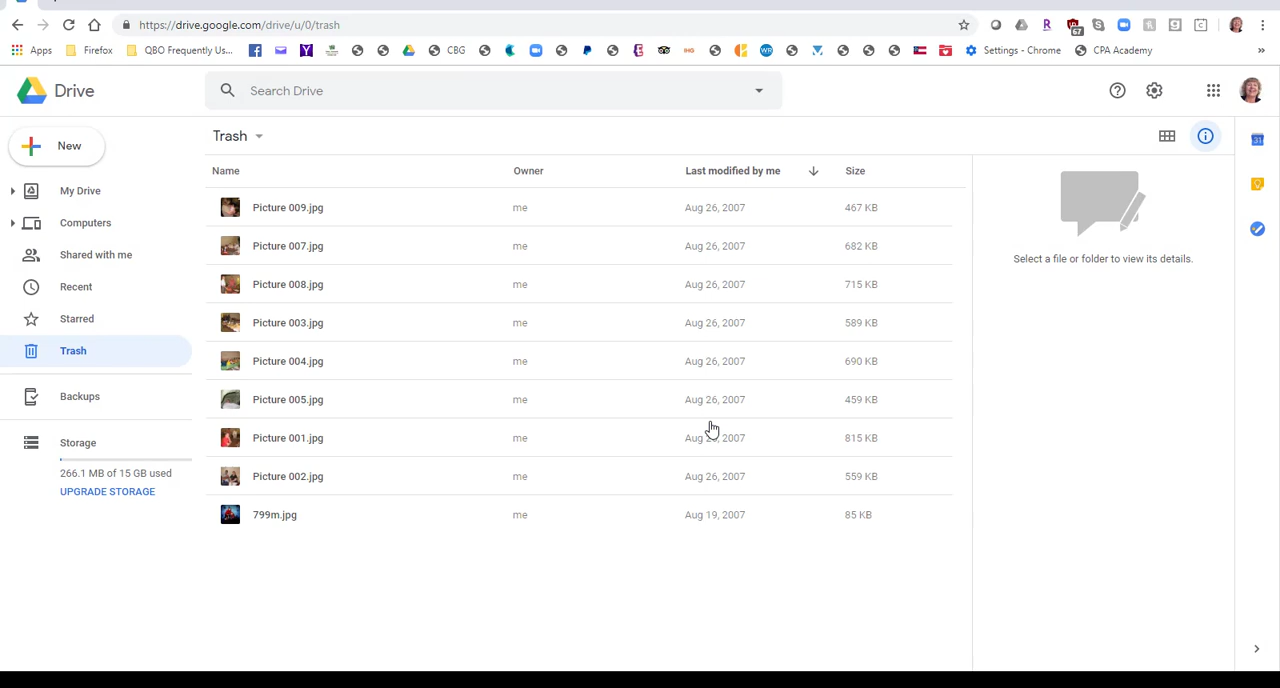 https://drive.google.com/drive/u/0/trash
67
Apps Firefox QBO Frequently Us... CBG Settings - Chrome CPA Academy »
Drive
Search Drive
New
Trash
31
Name Owner Last modified by me Size
My Drive
Picture 009.jpg me Aug 26, 2007 467 KB
Computers
Picture 007.jpg me Aug 26, 2007 682 KB
Shared with me
Select a file or folder to view its details.
Recent
Picture 008.jpg me Aug 26, 2007 715 KB
Starred
Picture 003.jpg me Aug 26, 2007 589 KB
Trash
Picture 004.jpg me Aug 26, 2007 690 KB
Backups
Picture 005.jpg me Aug 26, 2007 459 KB
Storage
Picture 001.jpg me 2007 815 KB
266.1 MB of 15 GB used
Picture 002.jpg me Aug 26, 2007 559 KB
UPGRADE STORAGE
799m.jpg me Aug 19, 2007 85 KB